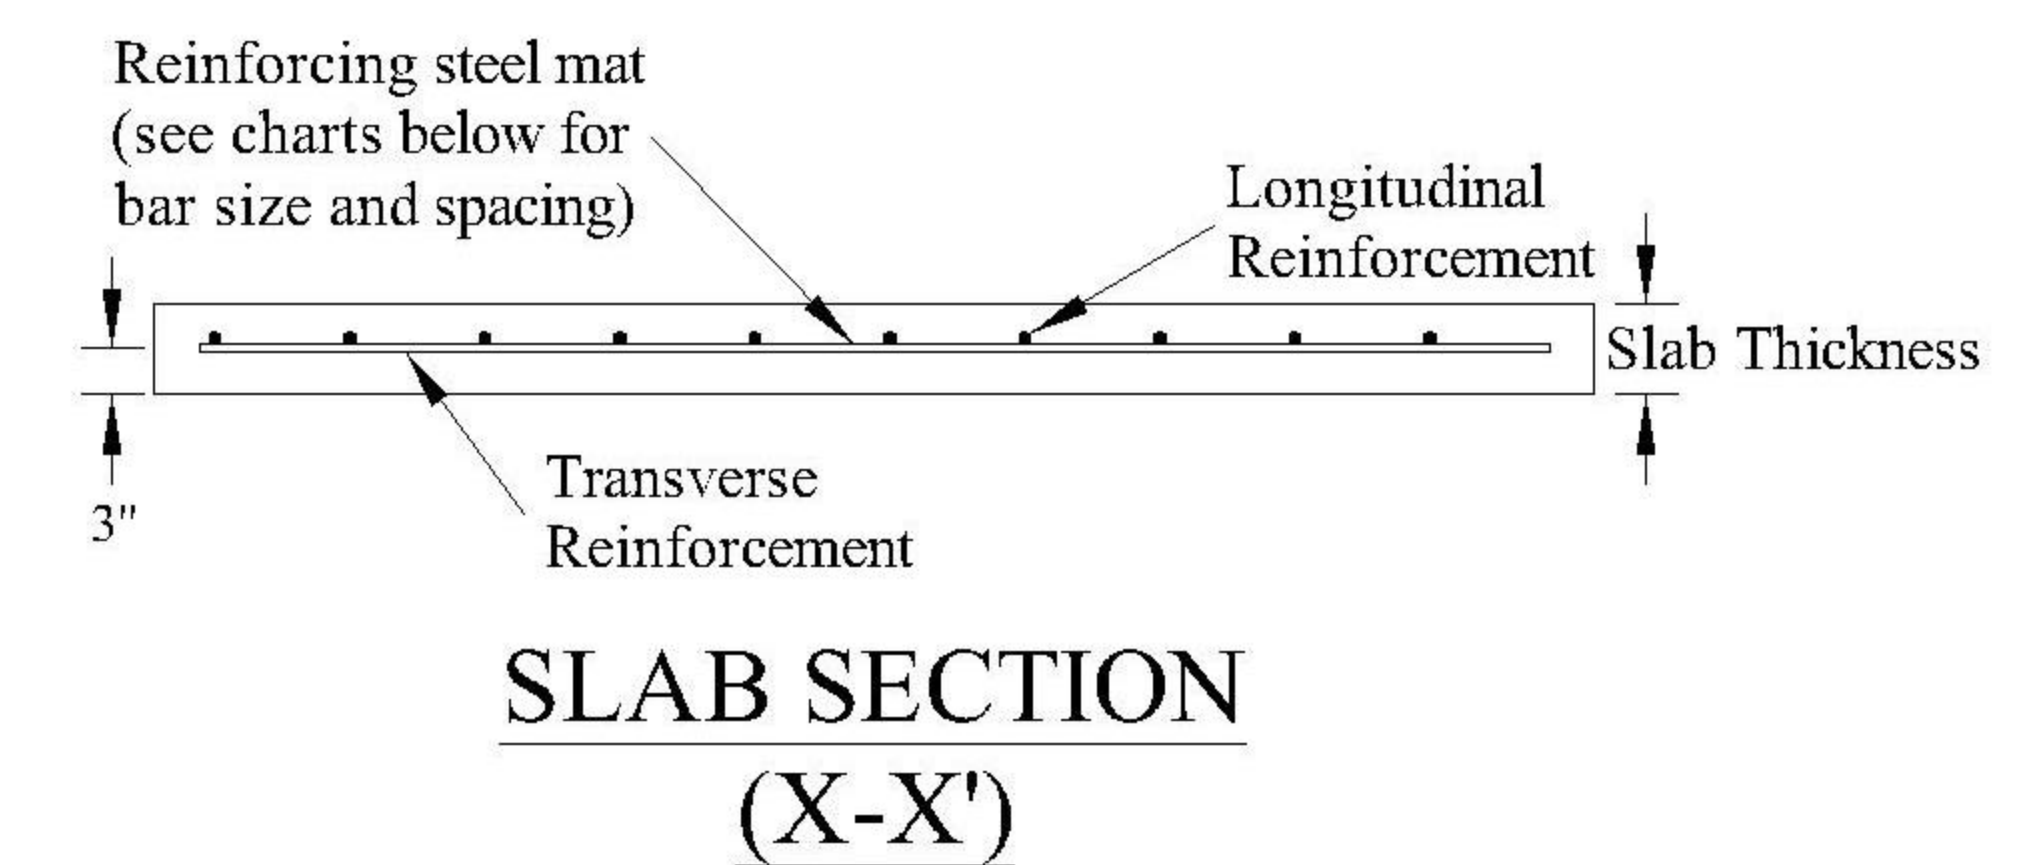 Reinforcing steel mat
(see charts below for
bar size and spacing)
Longitudinal
Reinforcement
Slab Thickness
3"
Transverse
Reinforcement
SLAB SECTION
(X-X')